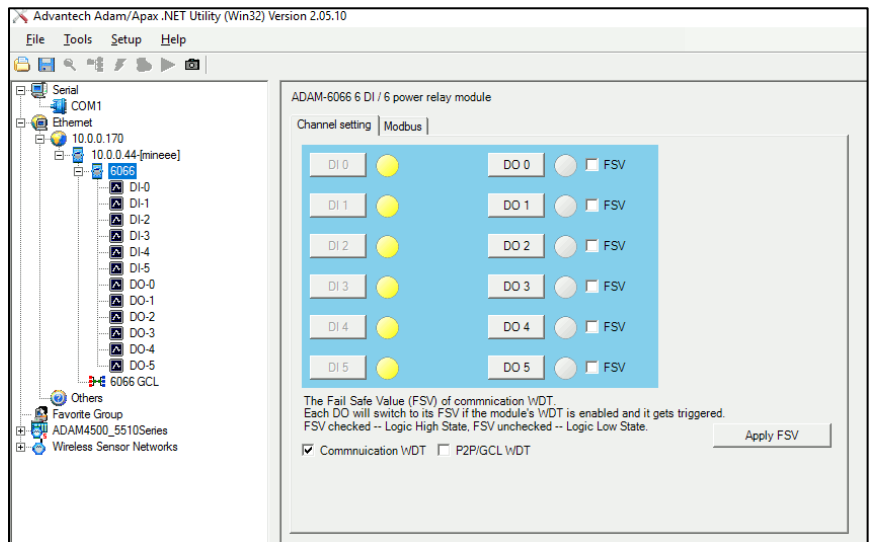 Advantech Adam/Apax .NET Utility (Win32) Version 2.05.10
File Tools Setup Help
Serial
COM1
Ethernet
10.0.0.170
10.0.0.44-[mineee]
6066
DI-0
DI-1
DI-2
DI-3
DI-4
DI-5
DO-0
DO-1
DO-2
DO-3
DO-4
DO-5
6066 GCL
Others
Favorite Group
ADAM4500_5510Series
Wireless Sensor Networks
ADAM-6066 6 DI / 6 power relay module
Channel setting Modbus
DI 0 DO 0 FSV
DI 1 DO 1 FSV
DI 2 DO 2 FSV
DI 3 DO 3 FSV
DI 4 DO 4 FSV
DI 5 DO 5 FSV
The Fail Safe Value (FSV) of commnication WDT.
Each DO will switch to its FSV if the module's WDT is enabled and it gets triggered.
FSV checked -- Logic High State, FSV unchecked -- Logic Low State.
Apply FSV
Commnuication WDT P2P/GCL WDT